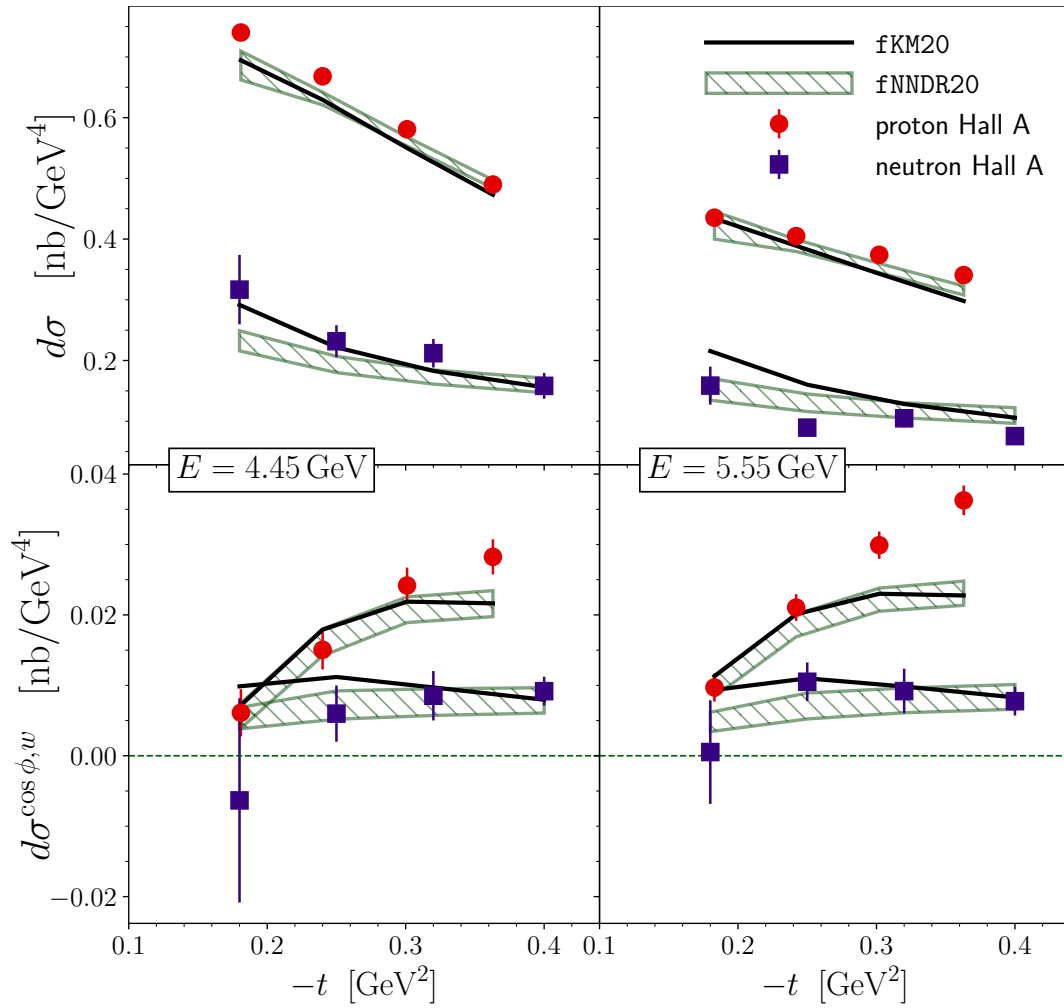 fKM20
fNNDR20
proton Hall A
neutron Hall A
0.6
0.4
0.2
dσ [nb/GeV⁴]
E = 4.45 GeV
E = 5.55 GeV
0.04
0.02
0.00
−0.02
dσ^{cos ϕ,w} [nb/GeV⁴]
0.1 0.2 0.3 0.4 0.1 0.2 0.3 0.4
−t [GeV²] −t [GeV²]